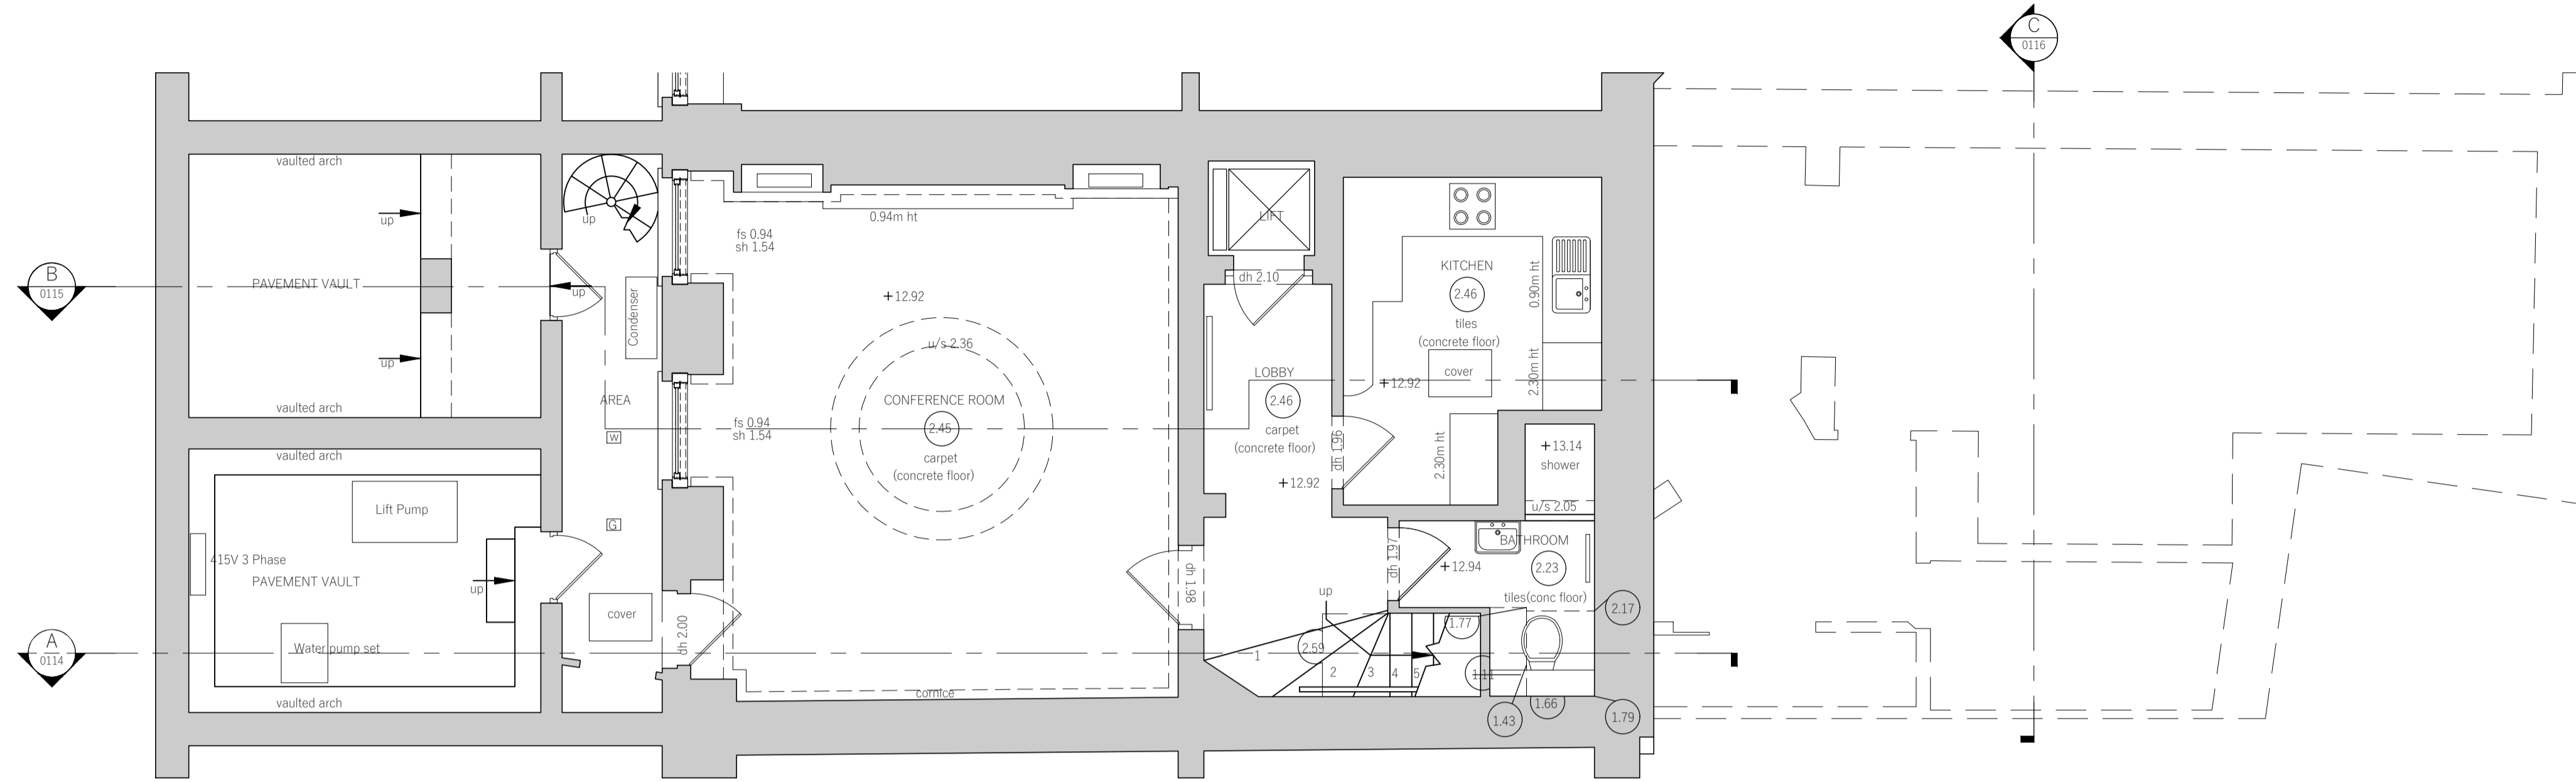 C
0116
vaulted arch
up
up
0.94m ht
LIFT
fs 0.94
sh 1.54
B
0115
PAVEMENT VAULT
up
Condenser
+12.92
dh 2.10
KITCHEN
2.46
0.90m ht
tiles
(concrete floor)
u/s 2.36
up
cover
2.30m ht
+12.92
LOBBY
2.46
carpet
(concrete floor)
AREA
CONFERENCE ROOM
2.45
carpet
(concrete floor)
vaulted arch
fs 0.94
sh 1.54
W
dh 1.96
2.30m ht
+13.14
shower
vaulted arch
+12.92
Lift Pump
u/s 2.05
G
BATHROOM
415V 3 Phase
PAVEMENT VAULT
up
dh 1.98
dh 1.97
+12.94
2.23
tiles(conc floor)
up
cover
dh 2.00
2.17
1.77
A
0114
Water pump set
2.59
1
2
3
4
5
1.11
cornice
vaulted arch
1.43
1.66
1.79